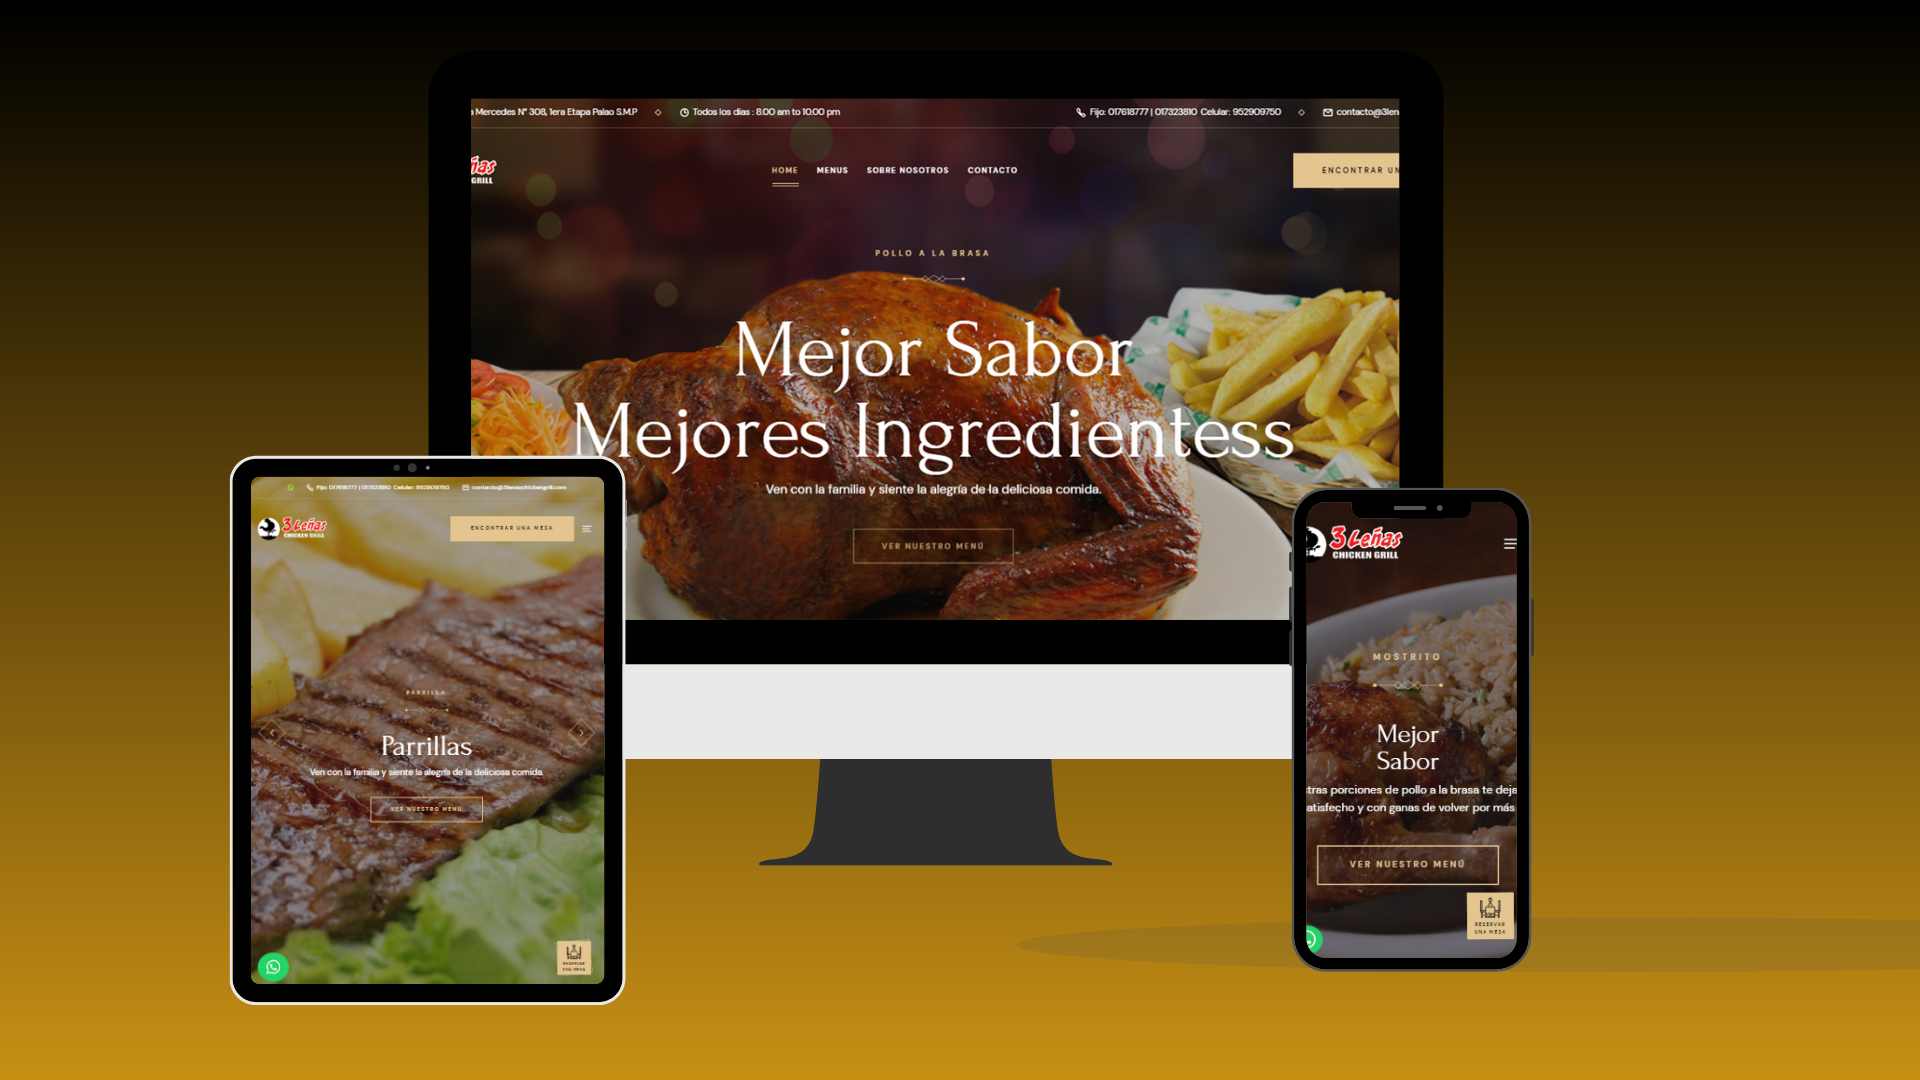 a Mercedes N° 308, 1era Etapa Palao S.M.P
Todos los dias : 8.00 am to 10.00 pm
Fijo: 017618777 | 017323810 Celular: 952909750
contacto@3len
ñas
GRILL
HOME
MENUS
SOBRE NOSOTROS
CONTACTO
ENCONTRAR UN
POLLO A LA BRASA
Mejor Sabor
Mejores Ingredientess
Ven con la familia y siente la alegría de la deliciosa comida.
VER NUESTRO MENÚ
Fijo: 017618777 | 017323810 Celular: 952909750
contacto@3lenaschickengrill.com
3 Leñas
CHICKEN GRILL
ENCONTRAR UNA MESA
PARRILLA
Parrillas
Ven con la familia y siente la alegría de la deliciosa comida.
VER NUESTRO MENÚ
RESERVAR
UNA MESA
3 Leñas
CHICKEN GRILL
MOSTRITO
Mejor
Sabor
stras porciones de pollo a la brasa te deja
atisfecho y con ganas de volver por más
VER NUESTRO MENÚ
RESERVAR
UNA MESA